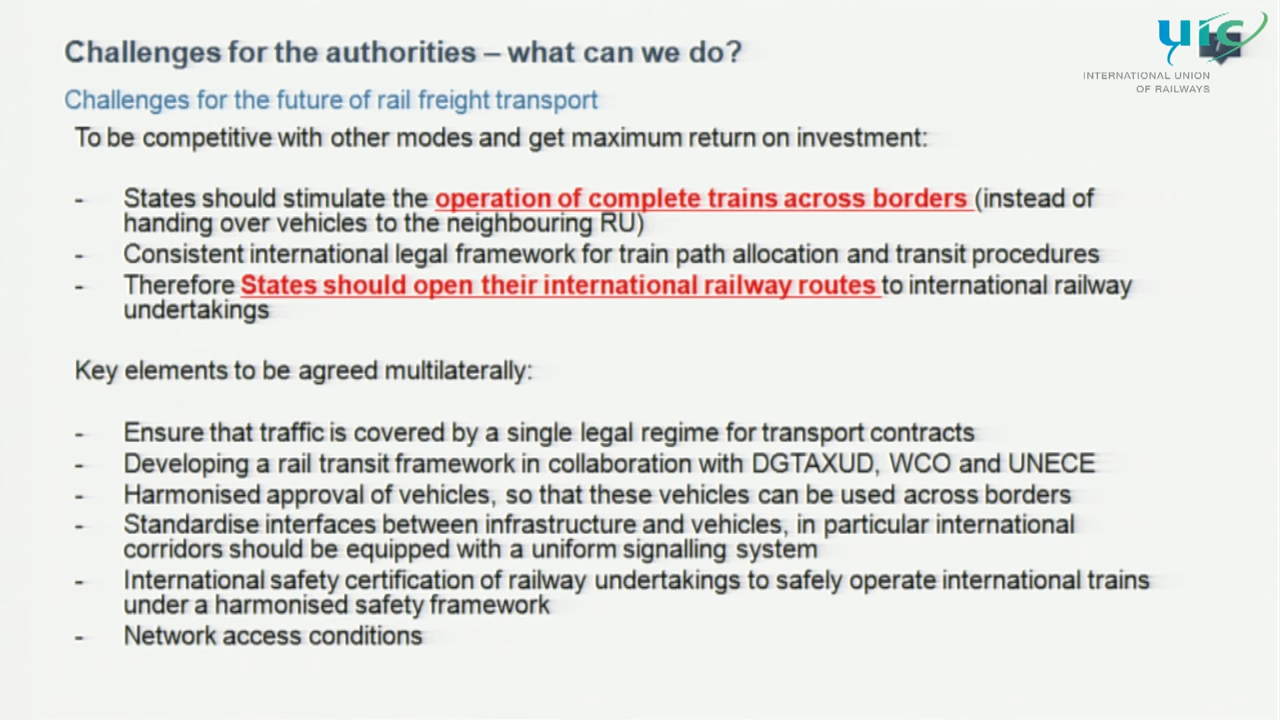 Challenges for the authorities – what can we do?
uic
INTERNATIONAL UNION
OF RAILWAYS
Challenges for the future of rail freight transport
To be competitive with other modes and get maximum return on investment:
- States should stimulate the operation of complete trains across borders (instead of
handing over vehicles to the neighbouring RU)
- Consistent international legal framework for train path allocation and transit procedures
- Therefore States should open their international railway routes to international railway
undertakings
Key elements to be agreed multilaterally:
- Ensure that traffic is covered by a single legal regime for transport contracts
- Developing a rail transit framework in collaboration with DGTAXUD, WCO and UNECE
- Harmonised approval of vehicles, so that these vehicles can be used across borders
- Standardise interfaces between infrastructure and vehicles, in particular international
corridors should be equipped with a uniform signalling system
- International safety certification of railway undertakings to safely operate international trains
under a harmonised safety framework
- Network access conditions